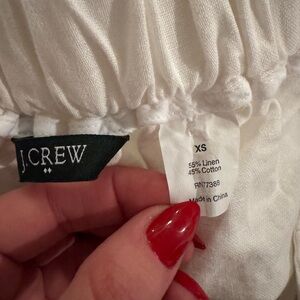 J.CREW
XS
55% Linen
45% Cotton
RN77388
Made in China